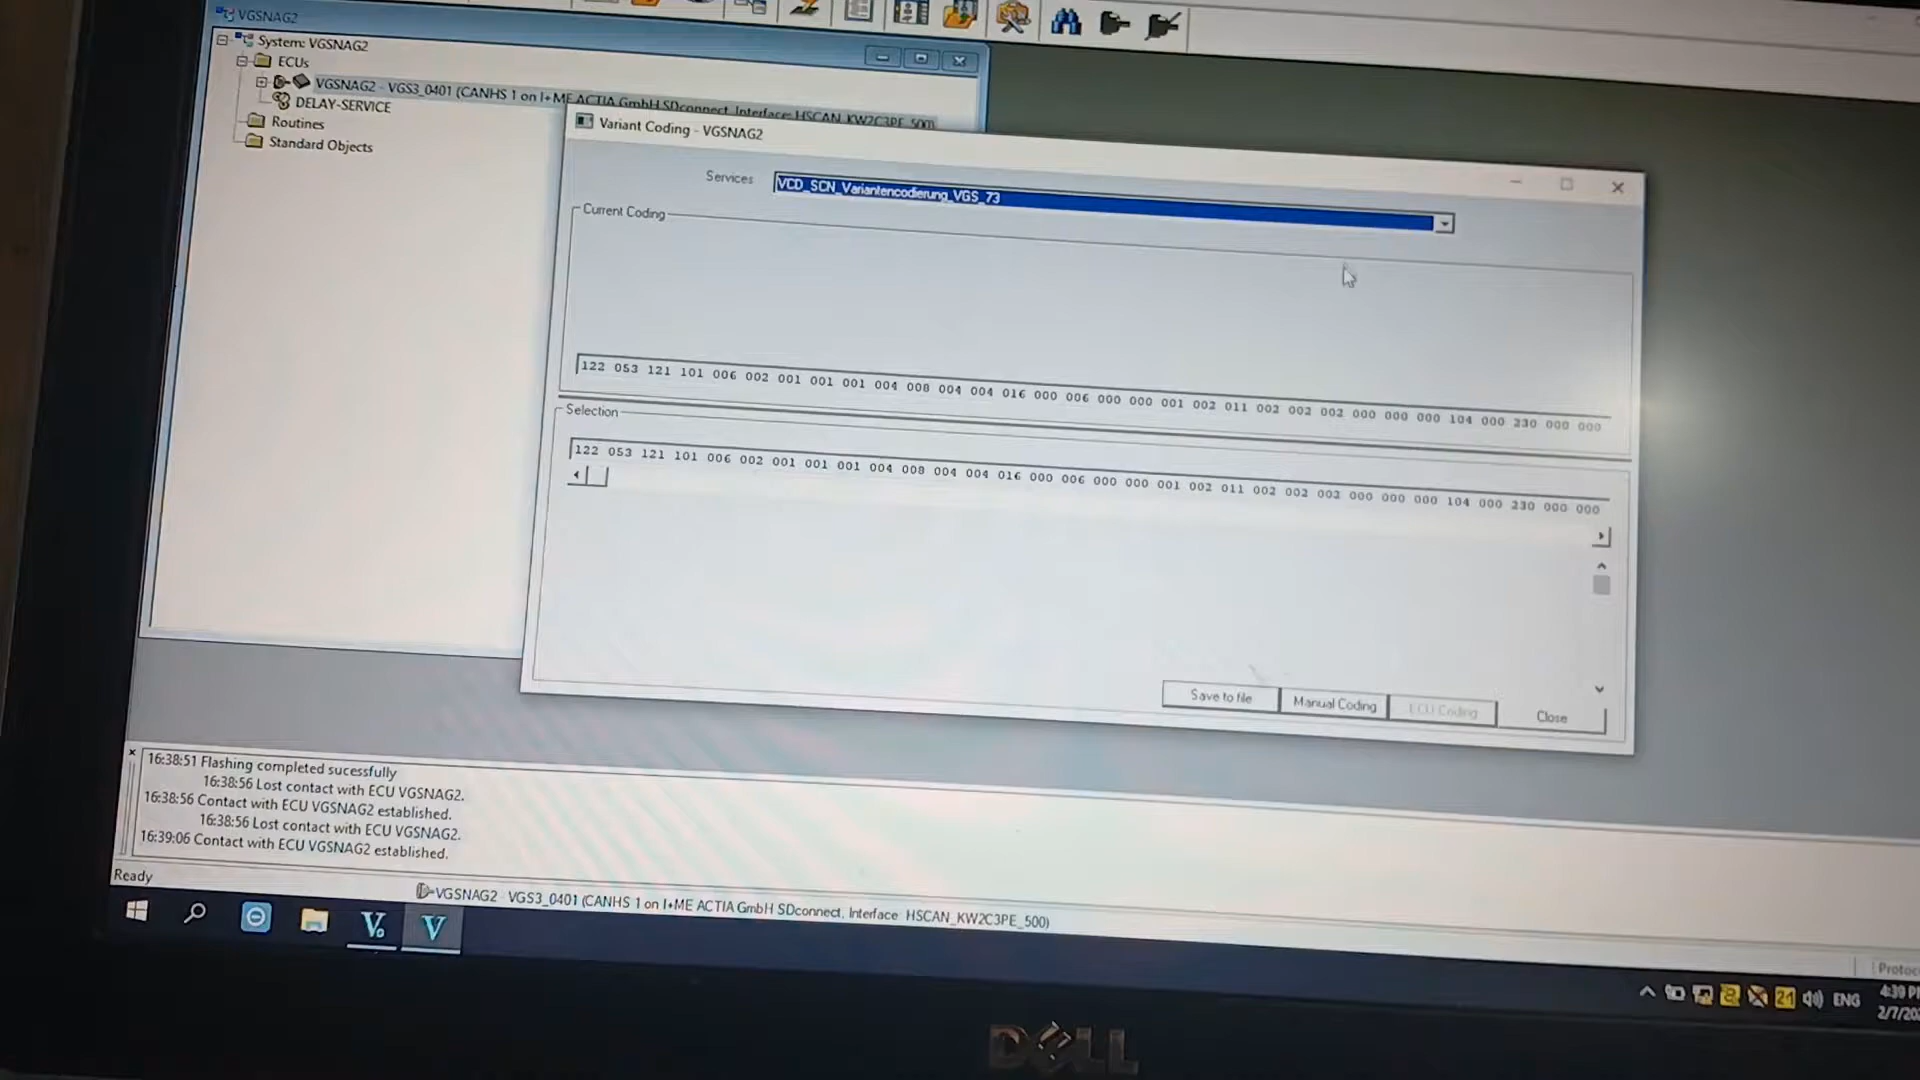 VGSNAG2
System: VGSNAG2
ECUs
VGSNAG2 - VGS3_0401 (CANHS 1 on I+ME ACTIA GmbH SDconnect, Interface: HSCAN_KW2C3PE_500)
DELAY-SERVICE
Routines
Standard Objects
Variant Coding - VGSNAG2
Services
VCD_SCN_Variantencodierung_VGS_73
Current Coding
122 053 121 101 006 002 001 001 001 004 008 004 004 016 000 006 000 000 001 002 011 002 002 002 000 000 000 104 000 230 000 000
Selection
122 053 121 101 006 002 001 001 001 004 008 004 004 016 000 006 000 000 001 002 011 002 002 002 000 000 000 104 000 230 000 000
Save to file
Manual Coding
ECU Coding
Close
16:38:51 Flashing completed sucessfully
16:38:56 Lost contact with ECU VGSNAG2.
16:38:56 Contact with ECU VGSNAG2 established.
16:38:56 Lost contact with ECU VGSNAG2.
16:39:06 Contact with ECU VGSNAG2 established.
Ready
VGSNAG2 - VGS3_0401 (CANHS 1 on I+ME ACTIA GmbH SDconnect, Interface: HSCAN_KW2C3PE_500)
21
ENG
4:39 P
2/7/20
DELL